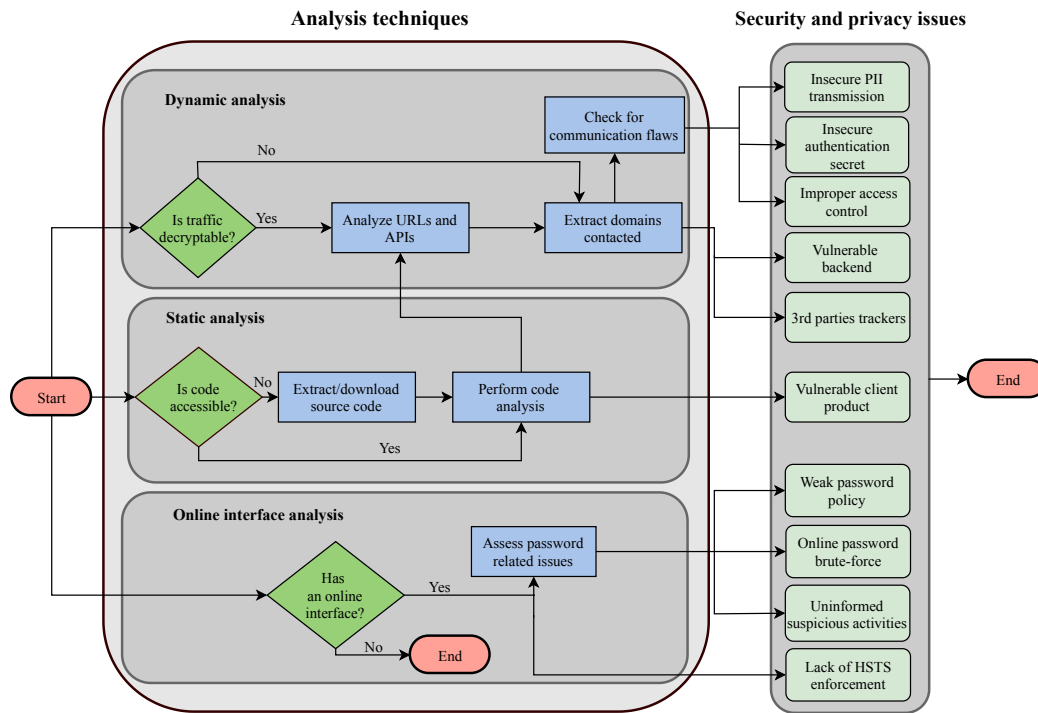 Analysis techniques
Security and privacy issues
Dynamic analysis
Check for
communication flaws
No
Is traffic
decryptable?
Yes
Analyze URLs and
APIs
Extract domains
contacted
Static analysis
Start
Is code
accessible?
No
Extract/download
source code
Perform code
analysis
Yes
Online interface analysis
Assess password
related issues
Has
an online
interface?
Yes
No
End
Insecure PII
transmission
Insecure
authentication
secret
Improper access
control
Vulnerable
backend
3rd parties trackers
Vulnerable client
product
Weak password
policy
Online password
brute-force
Uninformed
suspicious activities
Lack of HSTS
enforcement
End